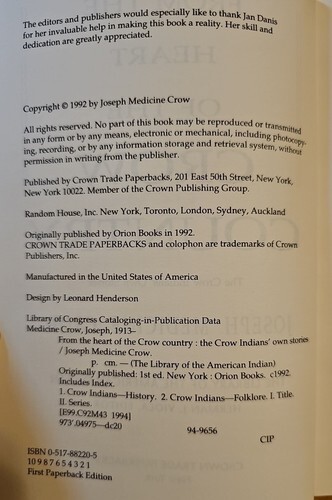 The editors and publishers would especially like to thank Jan Danis
for her invaluable help in making this book a reality. Her skill and
dedication are greatly appreciated.
Copyright © 1992 by Joseph Medicine Crow
All rights reserved. No part of this book may be reproduced or transmitted
in any form or by any means, electronic or mechanical, including photocopy-
ing, recording, or by any information storage and retrieval system, without
permission in writing from the publisher.
Published by Crown Trade Paperbacks, 201 East 50th Street, New York,
New York 10022. Member of the Crown Publishing Group.
Random House, Inc. New York, Toronto, London, Sydney, Auckland
Originally published by Orion Books in 1992.
CROWN TRADE PAPERBACKS and colophon are trademarks of Crown
Publishers, Inc.
Manufactured in the United States of America
Design by Leonard Henderson
Library of Congress Cataloging-in-Publication Data
Medicine Crow, Joseph, 1913–
From the heart of the Crow country : the Crow Indians' own stories
/ Joseph Medicine Crow.
p. cm. — (The Library of the American Indian)
Originally published: 1st ed. New York : Orion Books. c1992.
Includes Index.
1. Crow Indians—History. 2. Crow Indians—Folklore. I. Title.
II. Series.
[E99.C92M43 1994]
973'.04975—dc20 94-9656
CIP
ISBN 0-517-88220-5
10 9 8 7 6 5 4 3 2 1
First Paperback Edition